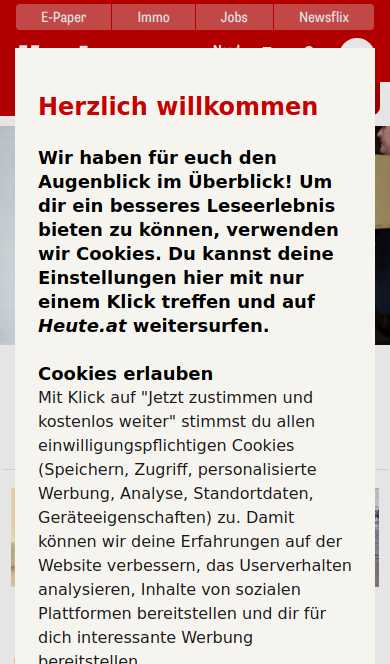 E-Paper
Immo
Jobs
Newsflix
Herzlich willkommen
Wir haben für euch den
Augenblick im Überblick! Um
dir ein besseres Leseerlebnis
bieten zu können, verwenden
wir Cookies. Du kannst deine
Einstellungen hier mit nur
einem Klick treffen und auf
Heute.at weitersurfen.
Cookies erlauben
Mit Klick auf "Jetzt zustimmen und
kostenlos weiter" stimmst du allen
einwilligungspflichtigen Cookies
(Speichern, Zugriff, personalisierte
Werbung, Analyse, Standortdaten,
Geräteeigenschaften) zu. Damit
können wir deine Erfahrungen auf der
Website verbessern, das Userverhalten
analysieren, Inhalte von sozialen
Plattformen bereitstellen und dir für
dich interessante Werbung
bereitstellen.